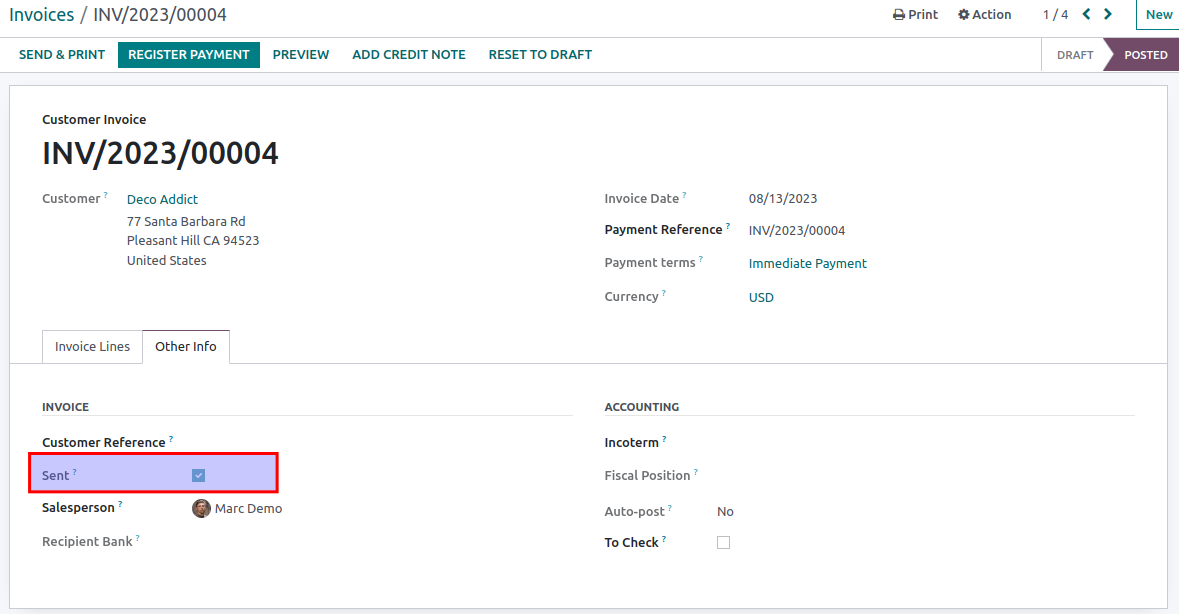 Invoices / INV/2023/00004
Print Action 1 / 4 New
SEND & PRINT REGISTER PAYMENT PREVIEW ADD CREDIT NOTE RESET TO DRAFT DRAFT POSTED
Customer Invoice
INV/2023/00004
Customer ? Deco Addict
77 Santa Barbara Rd
Pleasant Hill CA 94523
United States
Invoice Date ? 08/13/2023
Payment Reference ? INV/2023/00004
Payment terms ? Immediate Payment
Currency ? USD
Invoice Lines Other Info
INVOICE
Customer Reference ?
Sent ?
Salesperson ? Marc Demo
Recipient Bank ?
ACCOUNTING
Incoterm ?
Fiscal Position ?
Auto-post ? No
To Check ?